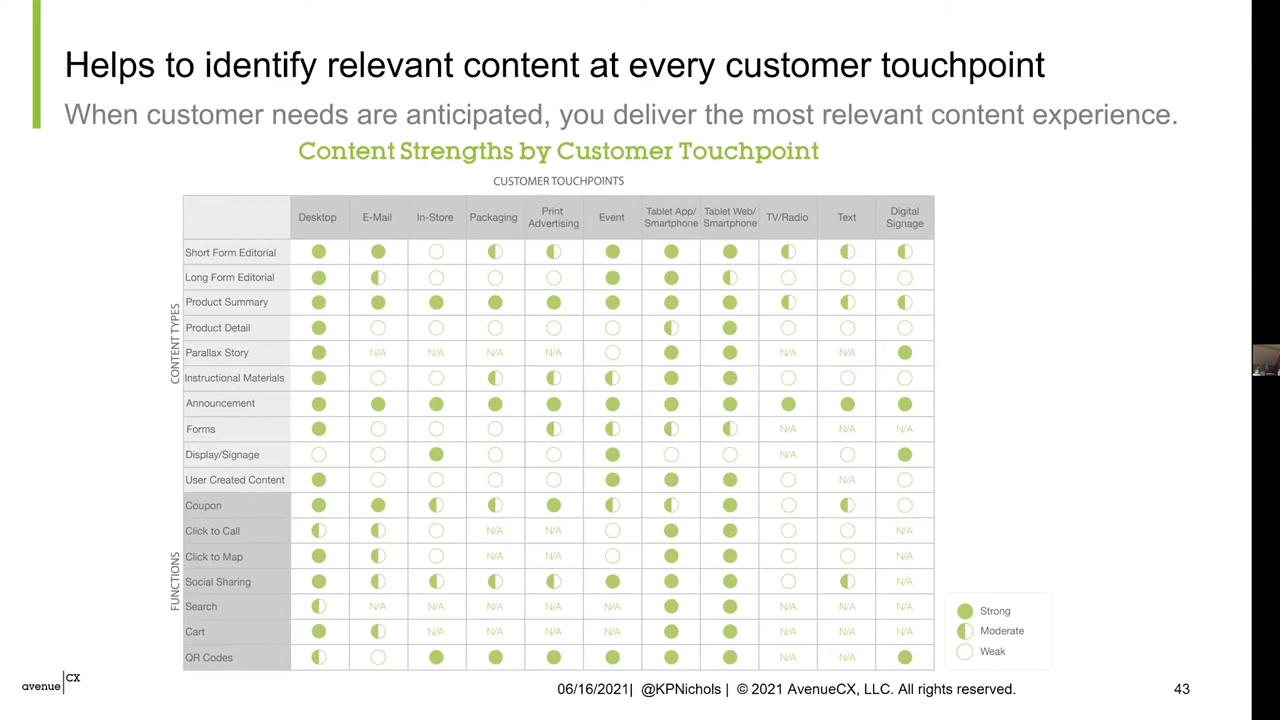 Helps to identify relevant content at every customer touchpoint
When customer needs are anticipated, you deliver the most relevant content experience.
Content Strengths by Customer Touchpoint
CUSTOMER TOUCHPOINTS
Desktop E-Mail In-Store Packaging Print Advertising Event Tablet App/ Smartphone Tablet Web/ Smartphone TV/Radio Text Digital Signage
CONTENT TYPES
Short Form Editorial
Long Form Editorial
Product Summary
Product Detail
Parallax Story N/A N/A N/A N/A N/A N/A
Instructional Materials
Announcement
Forms N/A N/A N/A
Display/Signage N/A
User Created Content N/A
FUNCTIONS
Coupon
Click to Call N/A N/A N/A
Click to Map N/A N/A N/A
Social Sharing N/A
Search N/A N/A N/A N/A N/A N/A N/A N/A
Cart N/A N/A N/A N/A N/A N/A N/A
QR Codes N/A N/A
Strong
Moderate
Weak
avenue CX
06/16/2021| @KPNichols | © 2021 AvenueCX, LLC. All rights reserved.
43